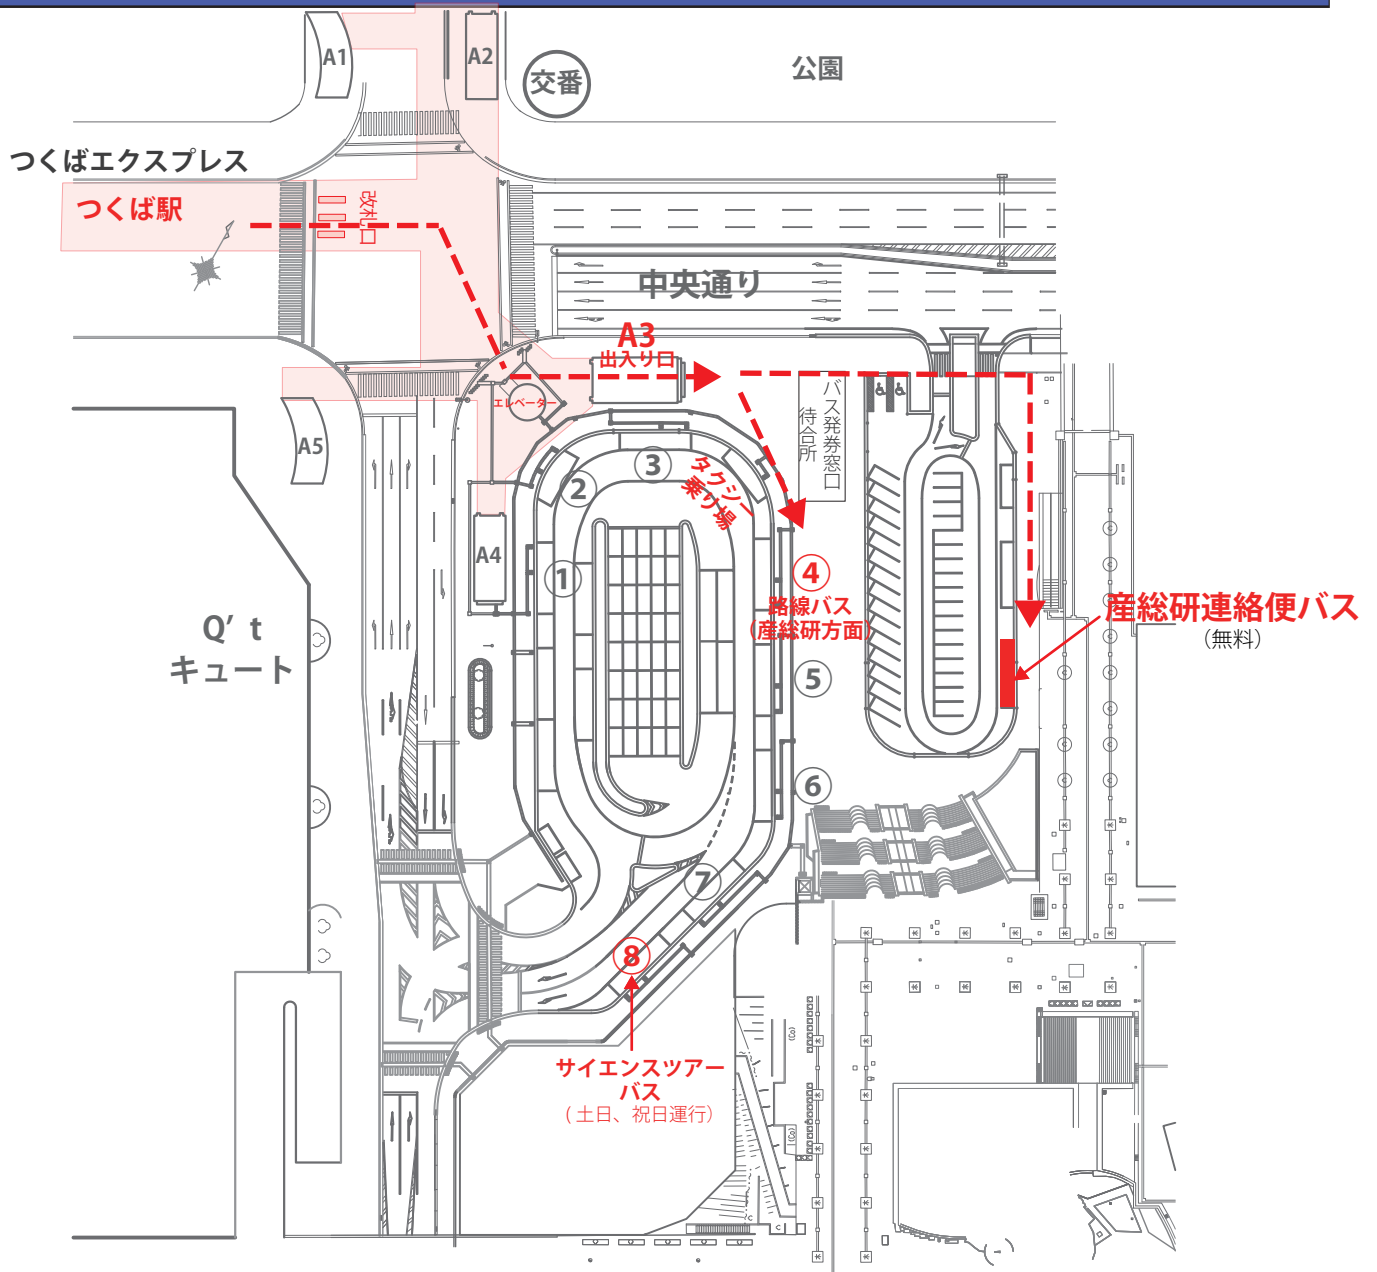 A1
A2
交番
公園
つくばエクスプレス
つくば駅
改札口
中央通り
A3
出入り口
エレベーター
バス発券窓口
待合所
A5
③
タクシー
乗り場
②
A4
①
④
路線バス
(産総研方面)
産総研連絡便バス
(無料)
Q't
キュート
⑤
⑥
⑦
⑧
サイエンスツアー
バス
(土日、祝日運行)
(Co)
(Co)